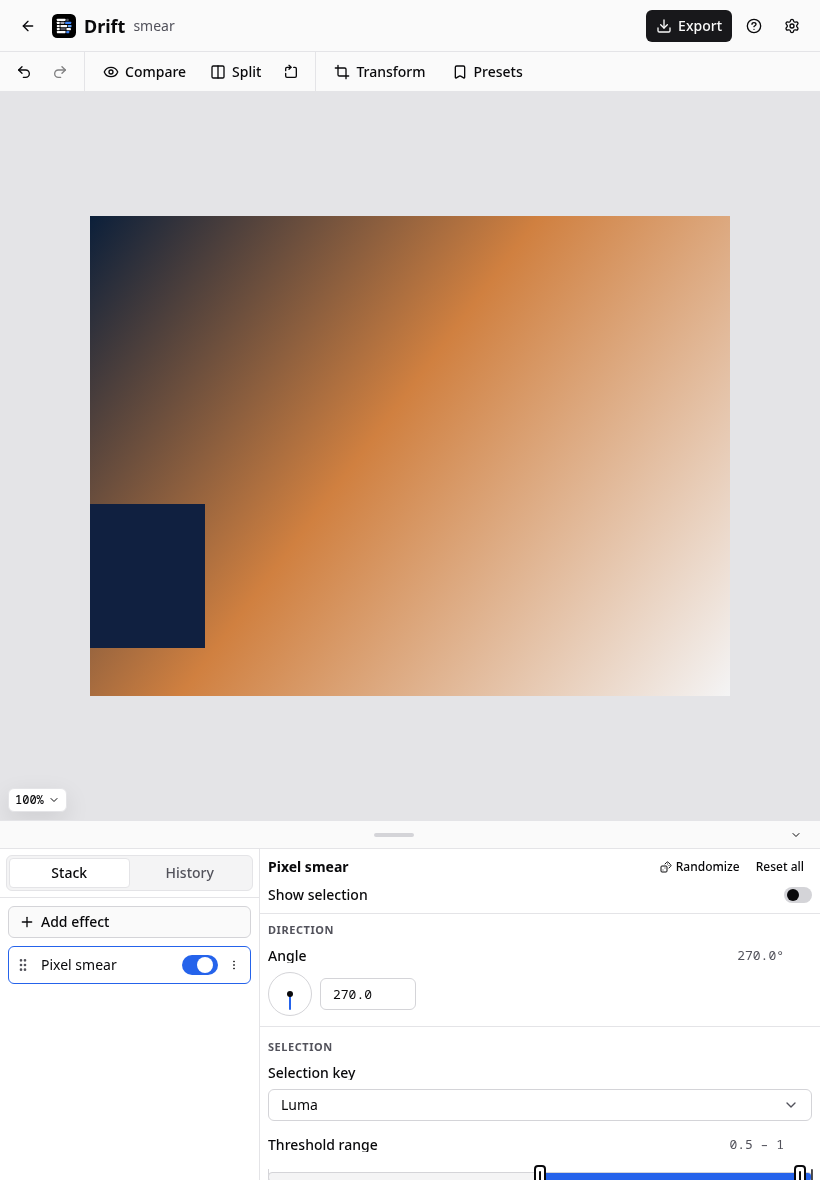 Drift smear Export
Compare Split Transform Presets
100%
Stack History
Add effect
Pixel smear
Pixel smear Randomize Reset all
Show selection
DIRECTION
Angle 270.0°
270.0
SELECTION
Selection key
Luma
Threshold range 0.5 – 1